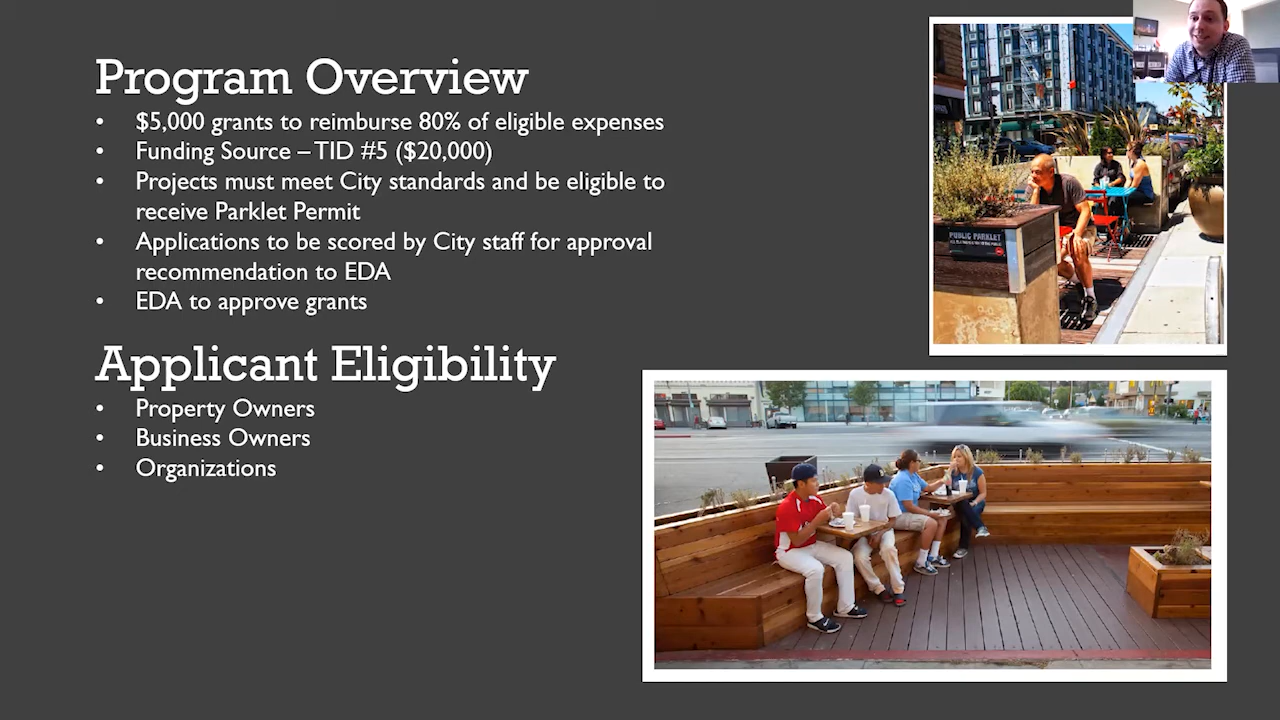 Program Overview
• $5,000 grants to reimburse 80% of eligible expenses
• Funding Source – TID #5 ($20,000)
• Projects must meet City standards and be eligible to
receive Parklet Permit
• Applications to be scored by City staff for approval
recommendation to EDA
• EDA to approve grants
Applicant Eligibility
• Property Owners
• Business Owners
• Organizations
PUBLIC PARKLET